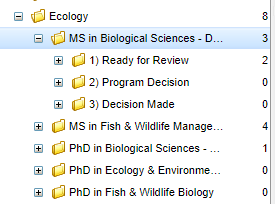 Ecology 8
MS in Biological Sciences - D... 3
1) Ready for Review 2
2) Program Decision 0
3) Decision Made 0
MS in Fish & Wildlife Manage... 4
PhD in Biological Sciences - ... 1
PhD in Ecology & Environme... 0
PhD in Fish & Wildlife Biology 0